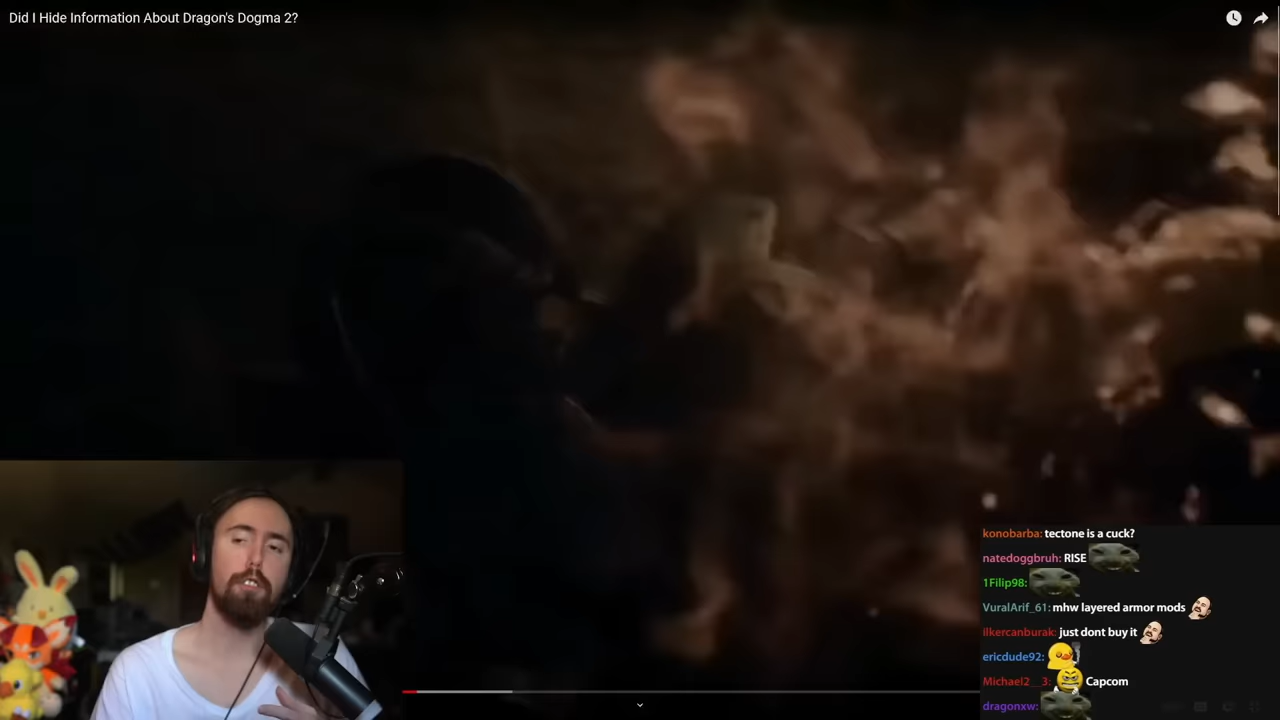 Did I Hide Information About Dragon's Dogma 2?
konobarba: tectone is a cuck?
natedoggbruh: RISE
1Filip98:
VuralArif_61: mhw layered armor mods
ilkercanburak: just dont buy it
ericdude92:
Michael2__3: Capcom
dragonxw: